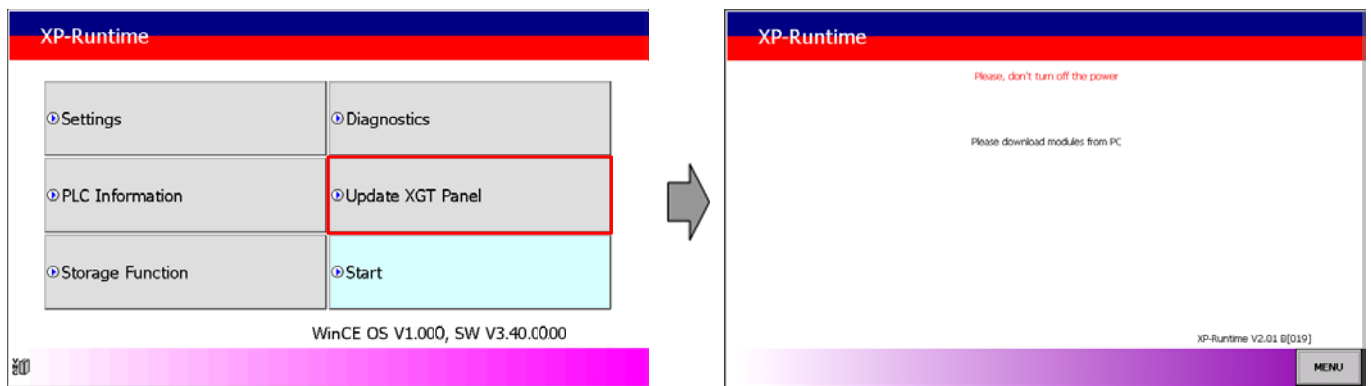 XP-Runtime
Settings
Diagnostics
PLC Information
Update XGT Panel
Storage Function
Start
WinCE OS V1.000, SW V3.40.0000
VNC
XP-Runtime
Please, don't turn off the power
Please download modules from PC
XP-Runtime V2.01 B[019]
MENU